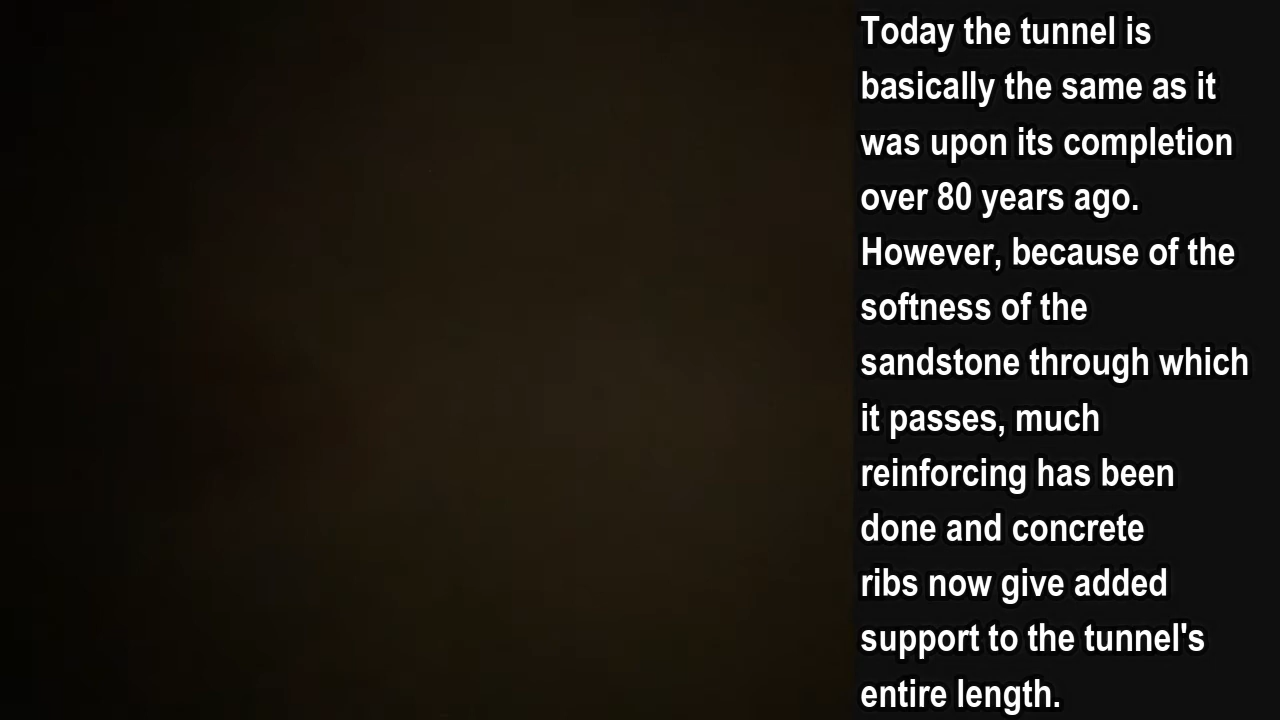 Today the tunnel is
basically the same as it
was upon its completion
over 80 years ago.
However, because of the
softness of the
sandstone through which
it passes, much
reinforcing has been
done and concrete
ribs now give added
support to the tunnel's
entire length.